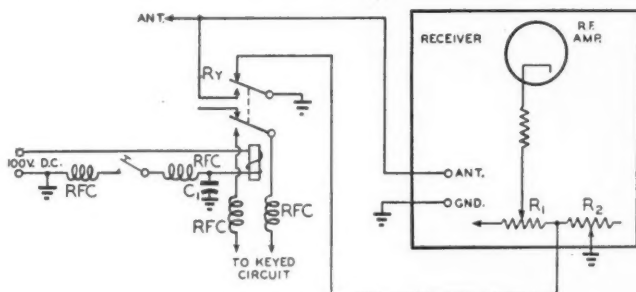 ANT.
RECEIVER
R.F.
AMP.
RY
100V. D.C.
RFC
RFC
C1
RFC
RFC
TO KEYED
CIRCUIT
ANT.
GND.
R1
R2